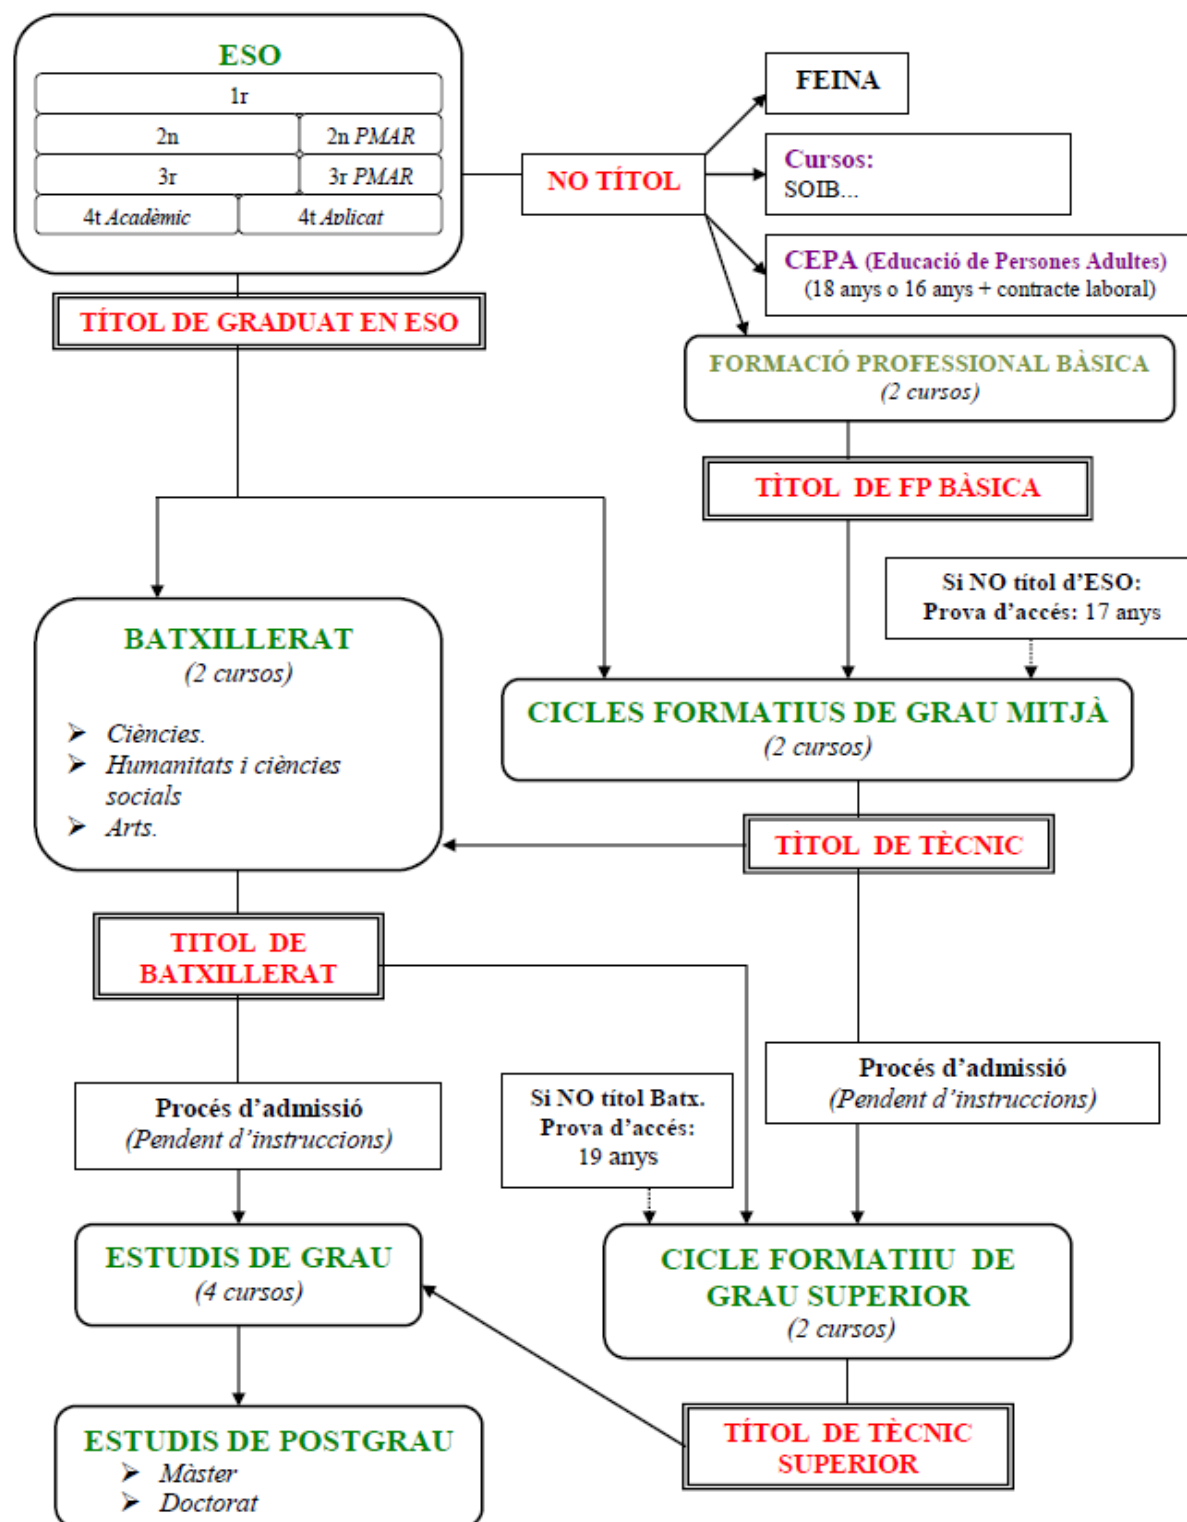 ESO
1r
2n
2n PMAR
3r
3r PMAR
4t Acadèmic
4t Aplicat
NO TÍTOL
FEINA
Cursos:
SOIB...
CEPA (Educació de Persones Adultes)
(18 anys o 16 anys + contracte laboral)
TÍTOL DE GRADUAT EN ESO
FORMACIÓ PROFESSIONAL BÀSICA
(2 cursos)
TÌTOL DE FP BÀSICA
Si NO títol d’ESO:
Prova d’accés: 17 anys
BATXILLERAT
(2 cursos)
➢ Ciències.
➢ Humanitats i ciències
socials
➢ Arts.
CICLES FORMATIUS DE GRAU MITJÀ
(2 cursos)
TÌTOL DE TÈCNIC
TITOL DE
BATXILLERAT
Procés d’admissió
(Pendent d’instruccions)
Si NO títol Batx.
Prova d’accés:
19 anys
Procés d’admissió
(Pendent d’instruccions)
ESTUDIS DE GRAU
(4 cursos)
CICLE FORMATIIU DE
GRAU SUPERIOR
(2 cursos)
ESTUDIS DE POSTGRAU
➢ Màster
➢ Doctorat
TÍTOL DE TÈCNIC
SUPERIOR